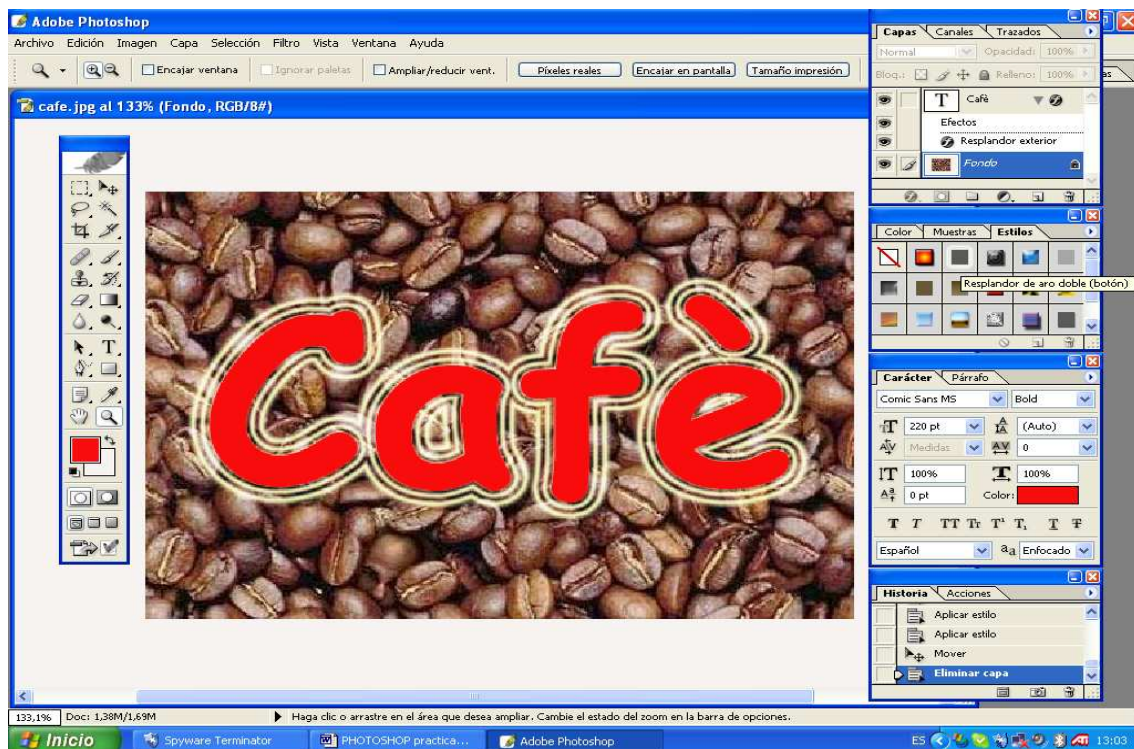 Adobe Photoshop
Archivo Edición Imagen Capa Selección Filtro Vista Ventana Ayuda
Encajar ventana Ignorar paletas Ampliar/reducir vent. Píxeles reales Encajar en pantalla Tamaño impresión
cafe.jpg al 133% (Fondo, RGB/8#)
Cafè
Capas Canales Trazados
Normal Opacidad: 100%
Bloq.: Relleno: 100%
T Cafè
Efectos
Resplandor exterior
Fondo
Color Muestras Estilos
Resplandor de aro doble (botón)
Carácter Párrafo
Comic Sans MS Bold
220 pt (Auto)
Medidas 0
100% 100%
0 pt Color:
T T TT Tr T¹ T₁ T T
Español aa Enfocado
Historia Acciones
Aplicar estilo
Aplicar estilo
Mover
Eliminar capa
133,1% Doc: 1,38M/1,69M Haga clic o arrastre en el área que desea ampliar. Cambie el estado del zoom en la barra de opciones.
Inicio Spyware Terminator PHOTOSHOP practica... Adobe Photoshop ES 13:03